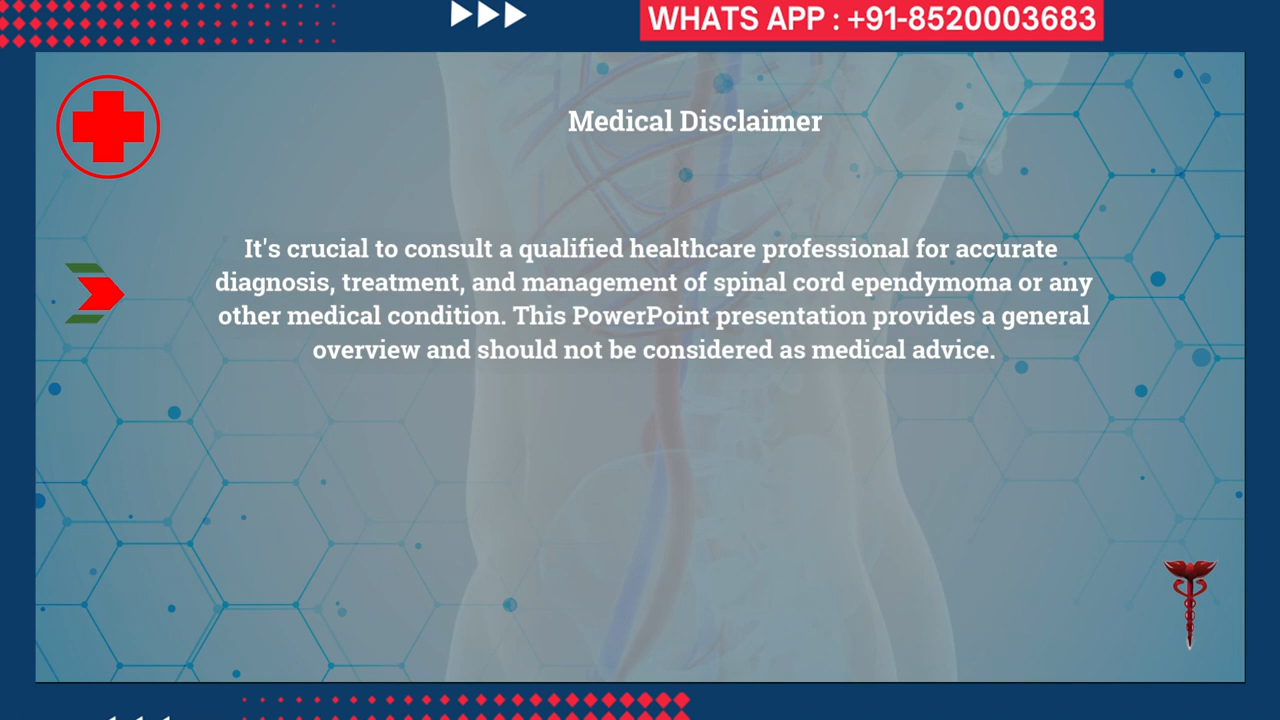 WHATS APP : +91-8520003683
Medical Disclaimer
It's crucial to consult a qualified healthcare professional for accurate
diagnosis, treatment, and management of spinal cord ependymoma or any
other medical condition. This PowerPoint presentation provides a general
overview and should not be considered as medical advice.